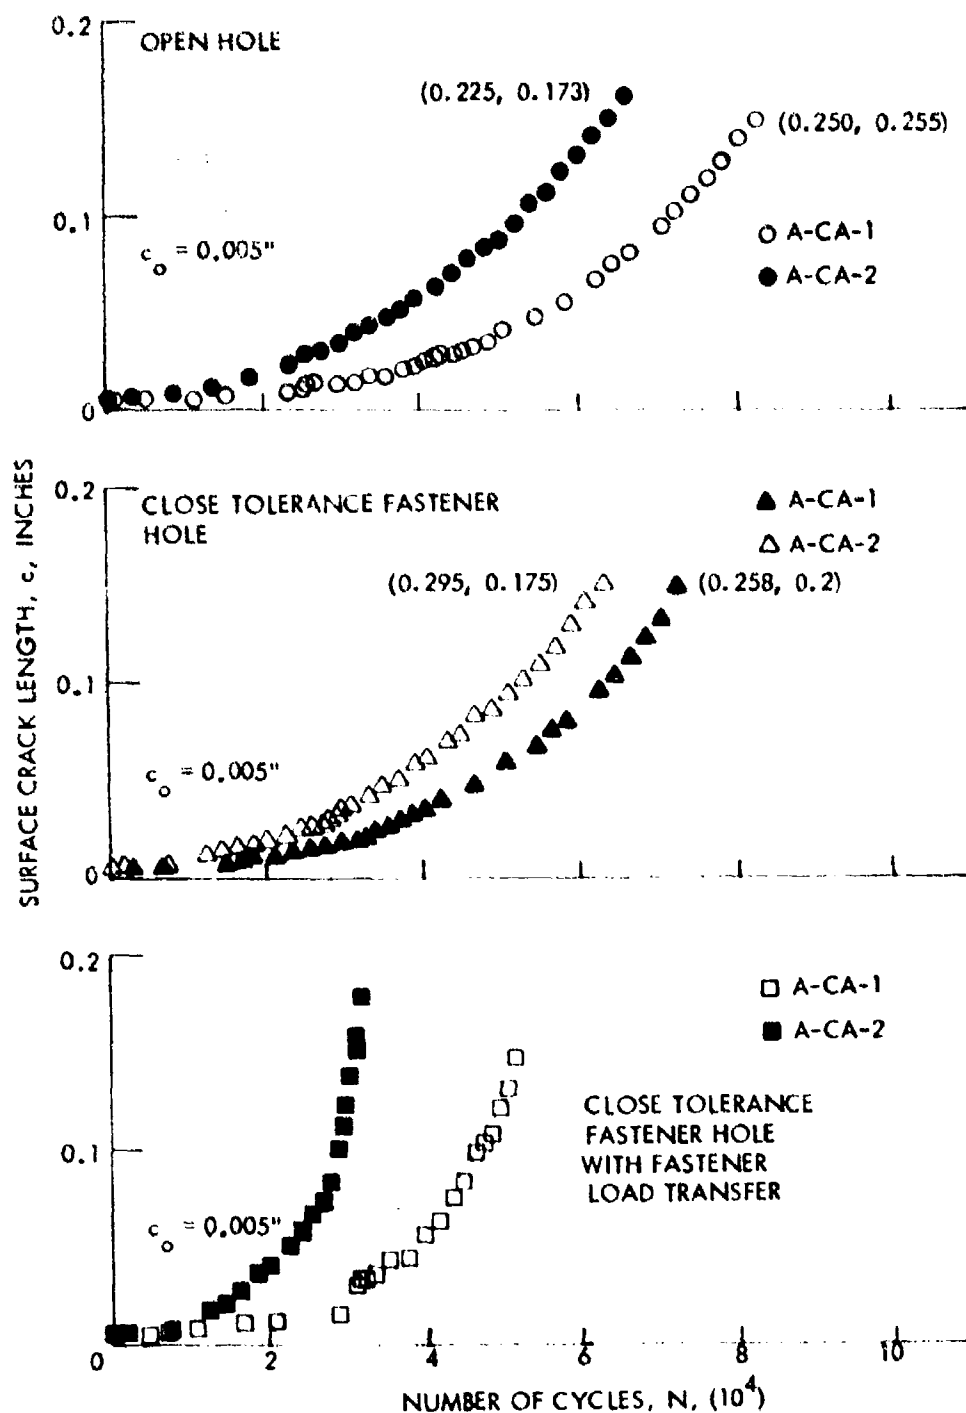 0.2
OPEN HOLE
(0.225, 0.173)
(0.250, 0.255)
0.1
c₀ = 0.005"
A-CA-1
A-CA-2
0
SURFACE CRACK LENGTH, c, INCHES
0.2
CLOSE TOLERANCE FASTENER
HOLE
A-CA-1
A-CA-2
(0.295, 0.175)
(0.258, 0.2)
0.1
c₀ = 0.005"
0
0.2
A-CA-1
A-CA-2
CLOSE TOLERANCE
FASTENER HOLE
WITH FASTENER
LOAD TRANSFER
0.1
c₀ = 0.005"
0 2 4 6 8 10
NUMBER OF CYCLES, N, (10⁴)